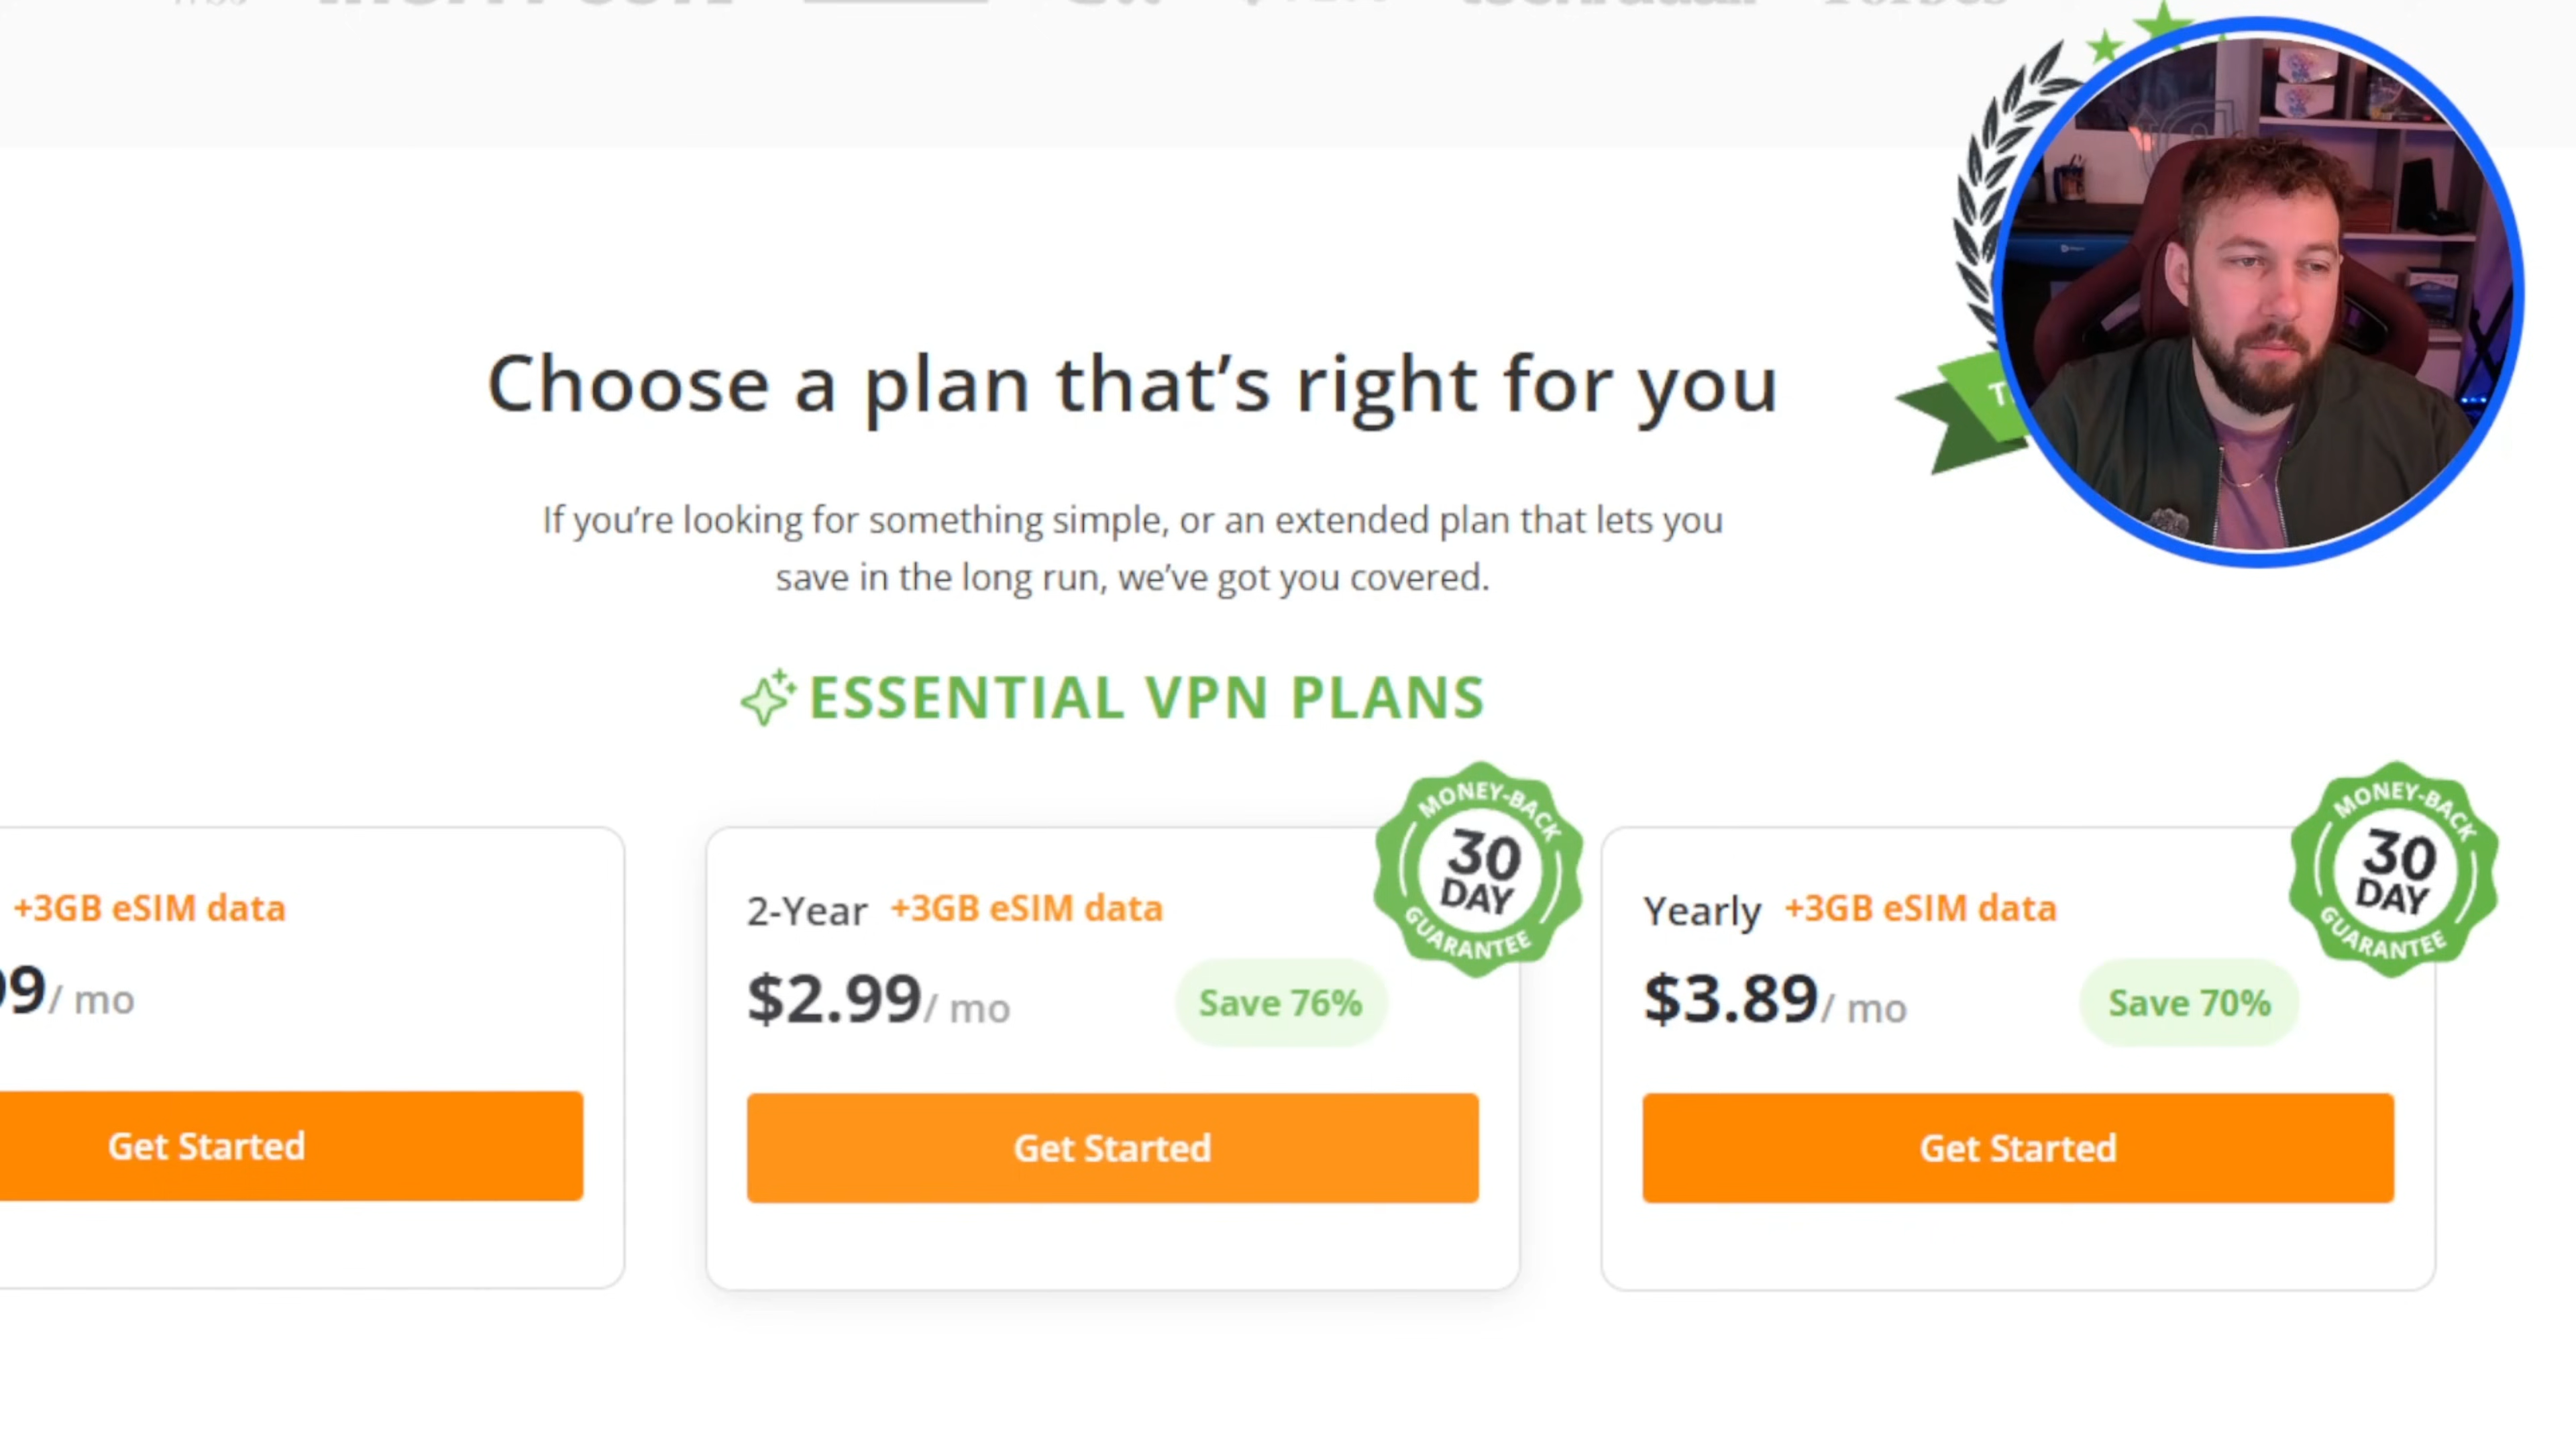 Choose a plan that's right for you
If you're looking for something simple, or an extended plan that lets you
save in the long run, we've got you covered.
ESSENTIAL VPN PLANS
+3GB eSIM data
/ mo
Get Started
MONEY-BACK
30
DAY
GUARANTEE
2-Year +3GB eSIM data
$2.99/ mo
Save 76%
Get Started
MONEY-BACK
30
DAY
GUARANTEE
Yearly +3GB eSIM data
$3.89/ mo
Save 70%
Get Started